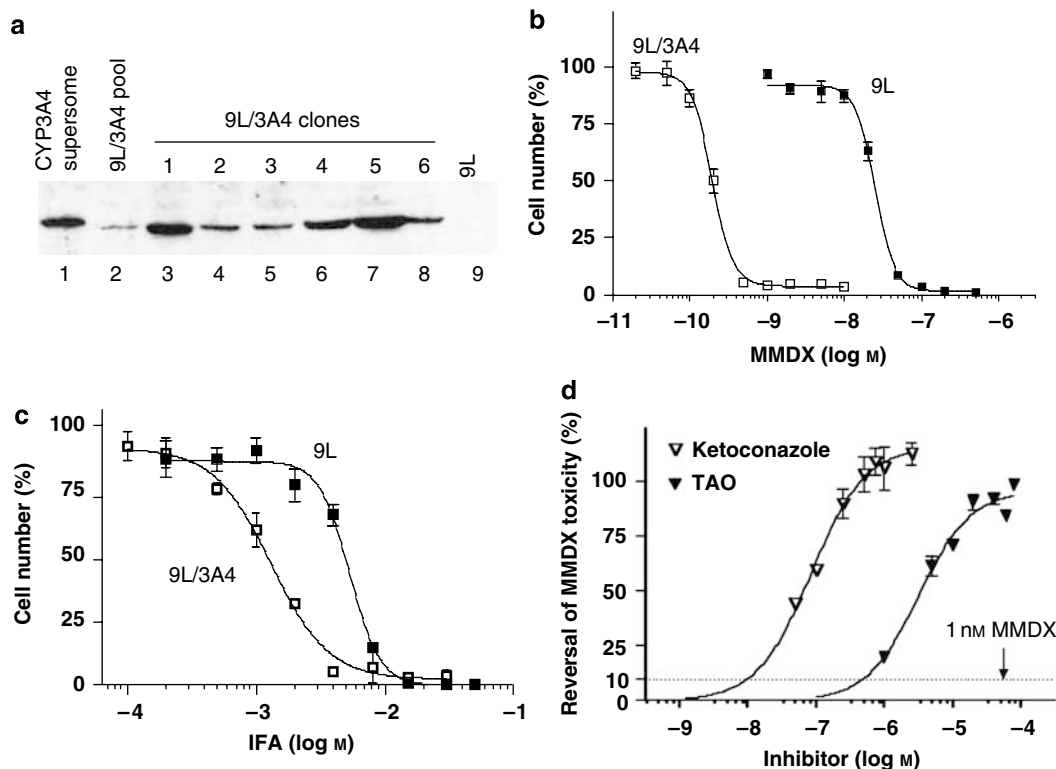 a
CYP3A4 supersome
9L/3A4 pool
9L/3A4 clones
1 2 3 4 5 6
9L
1 2 3 4 5 6 7 8 9
b
9L/3A4
9L
Cell number (%)
100
75
50
25
0
−11 −10 −9 −8 −7 −6
MMDX (log M)
c
9L
9L/3A4
Cell number (%)
100
75
50
25
0
−4 −3 −2 −1
IFA (log M)
d
Ketoconazole
TAO
Reversal of MMDX toxicity (%)
100
75
50
25
10
0
1 nM MMDX
−9 −8 −7 −6 −5 −4
Inhibitor (log M)